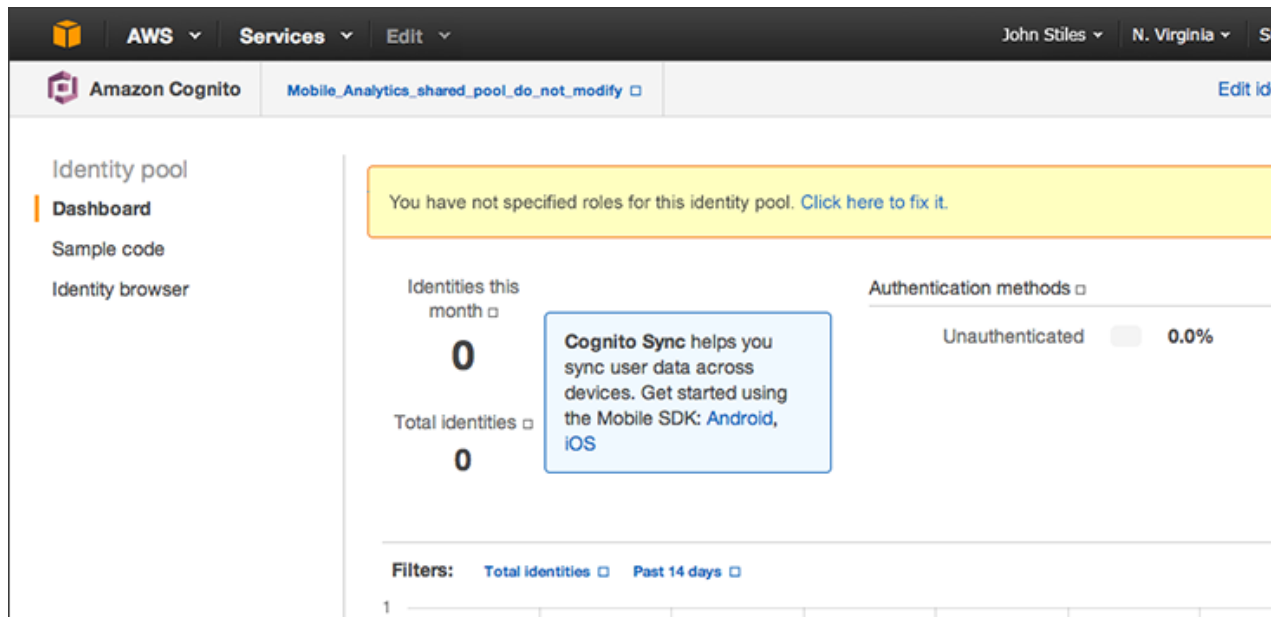 AWS Services Edit John Stiles N. Virginia S
Amazon Cognito Mobile_Analytics_shared_pool_do_not_modify Edit id
Identity pool
Dashboard
Sample code
Identity browser
You have not specified roles for this identity pool. Click here to fix it.
Identities this
month
0
Total identities
0
Cognito Sync helps you
sync user data across
devices. Get started using
the Mobile SDK: Android,
iOS
Authentication methods
Unauthenticated 0.0%
Filters: Total identities Past 14 days
1